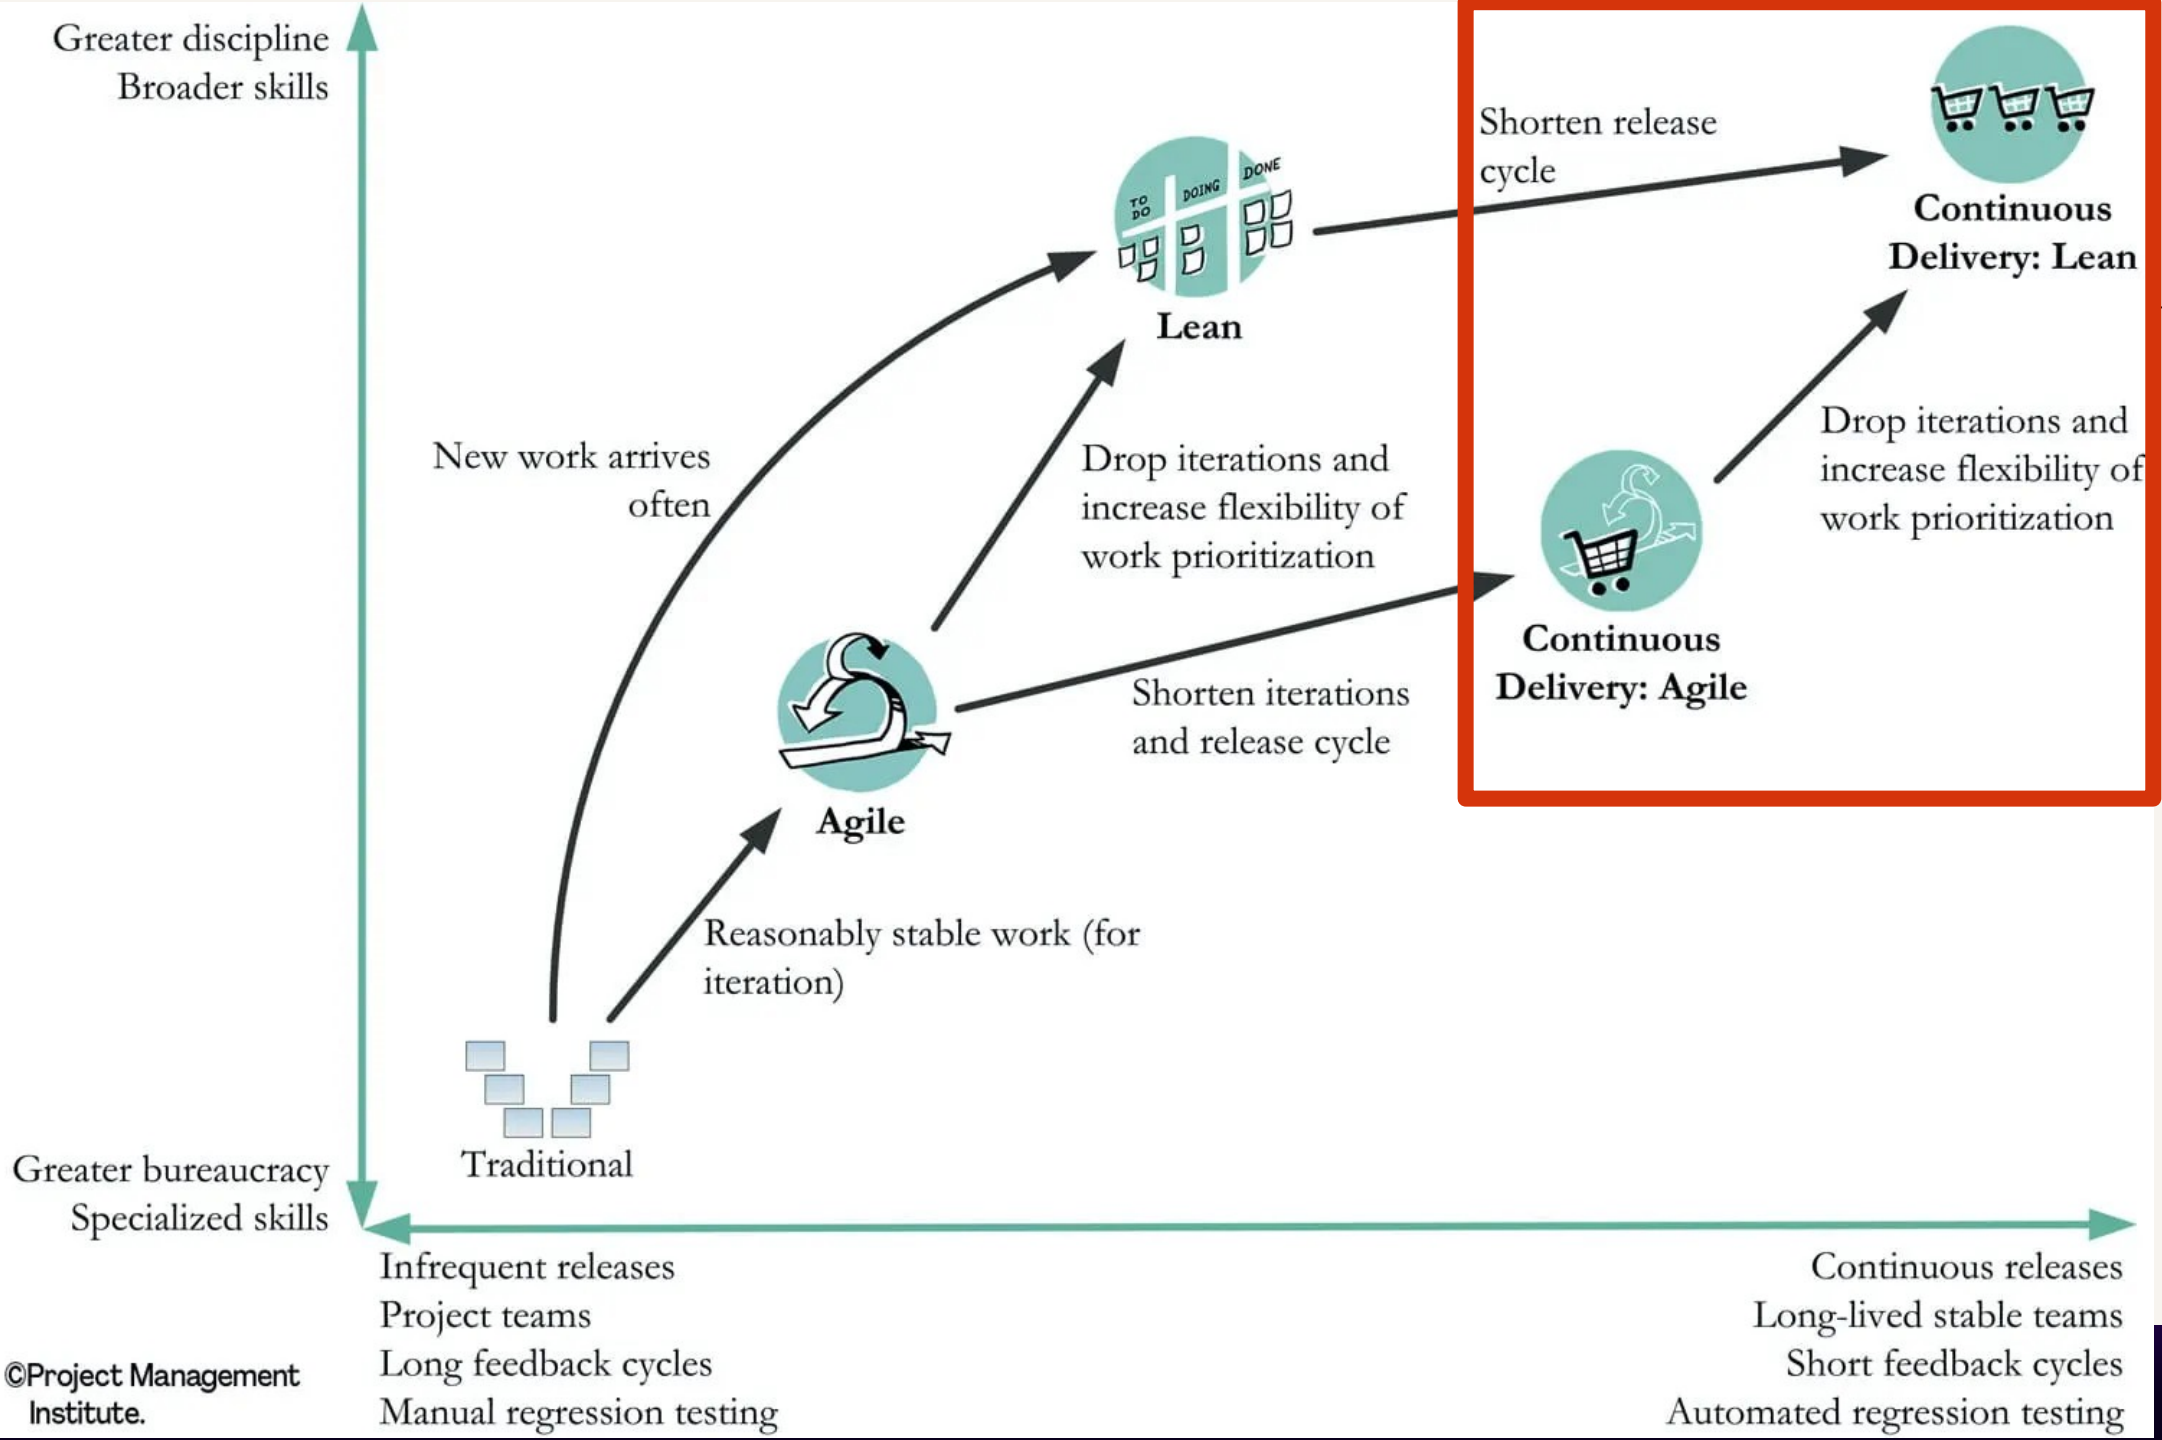 Greater discipline
Broader skills
Shorten release
cycle
Continuous
Delivery: Lean
TO
DO
DOING
DONE
Lean
New work arrives
often
Drop iterations and
increase flexibility of
work prioritization
Drop iterations and
increase flexibility of
work prioritization
Continuous
Delivery: Agile
Shorten iterations
and release cycle
Agile
Reasonably stable work (for
iteration)
Traditional
Greater bureaucracy
Specialized skills
Infrequent releases
Project teams
Long feedback cycles
Manual regression testing
Continuous releases
Long-lived stable teams
Short feedback cycles
Automated regression testing
©Project Management
Institute.